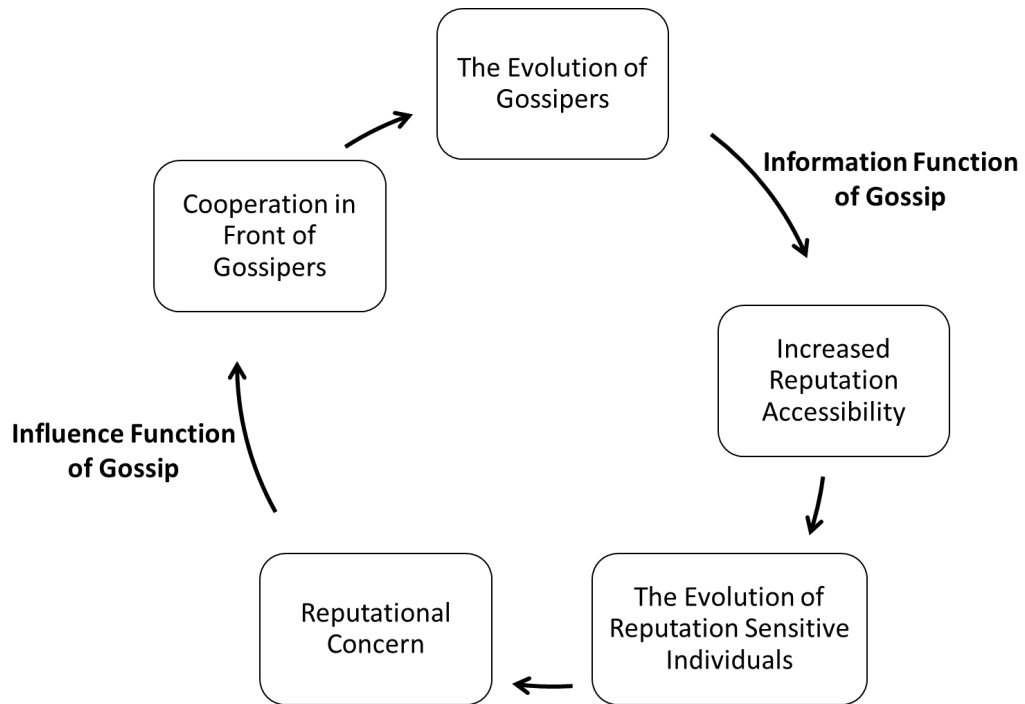 The Evolution of
Gossipers
Information Function
of Gossip
Increased
Reputation
Accessibility
The Evolution of
Reputation Sensitive
Individuals
Reputational
Concern
Influence Function
of Gossip
Cooperation in
Front of
Gossipers